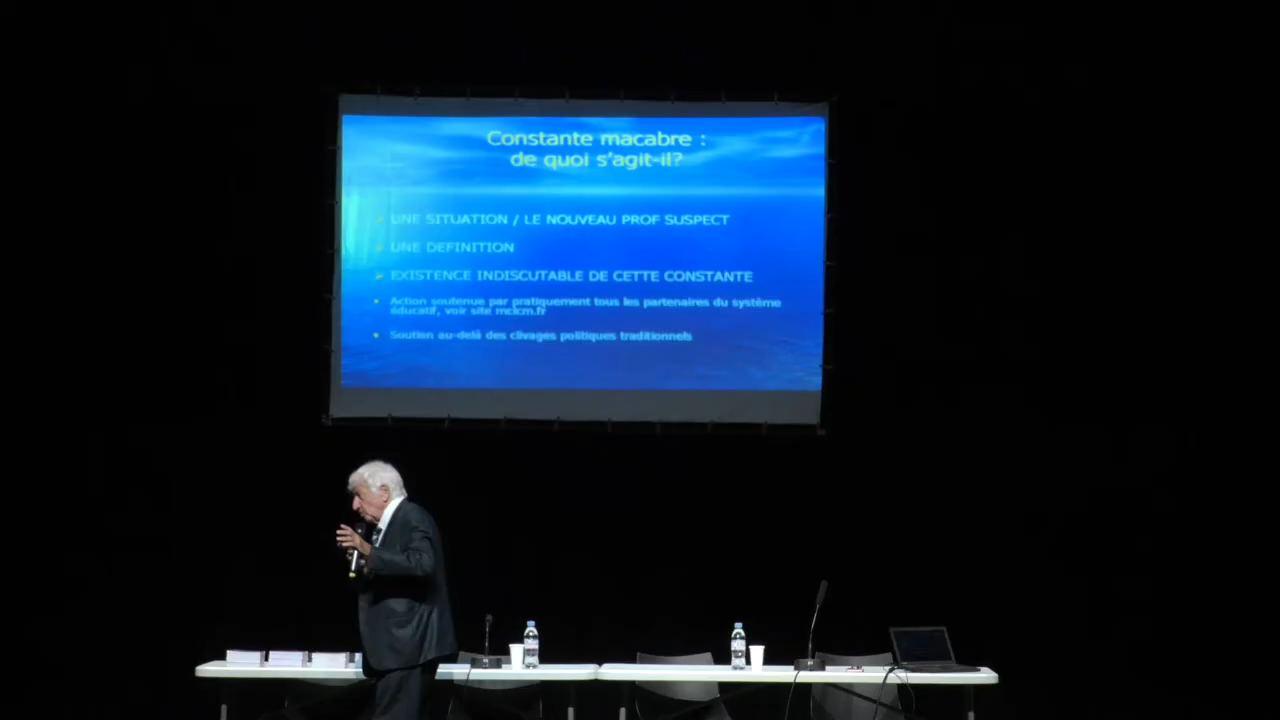 Constante macabre :
de quoi s'agit-il?
UNE SITUATION / LE NOUVEAU PROF SUSPECT
UNE DEFINITION
EXISTENCE INDISCUTABLE DE CETTE CONSTANTE
Action soutenue par pratiquement tous les partenaires du système
éducatif, voir site mclcm.fr
Soutien au-delà des clivages politiques traditionnels